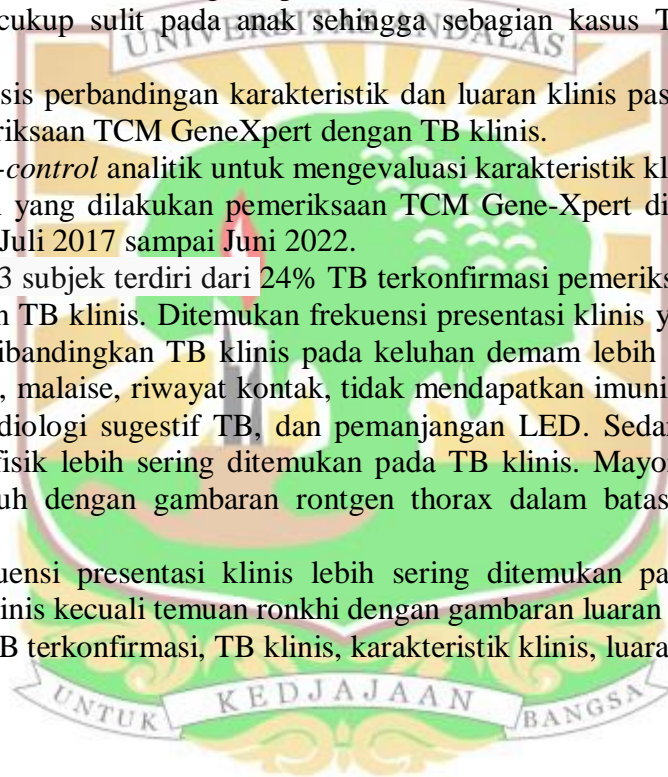 cukup sulit pada anak sehingga sebagian kasus T
UNIVERSITAS ANDALAS
sis perbandingan karakteristik dan luaran klinis pas
riksaan TCM GeneXpert dengan TB klinis.
-control analitik untuk mengevaluasi karakteristik kl
yang dilakukan pemeriksaan TCM Gene-Xpert di
Juli 2017 sampai Juni 2022.
3 subjek terdiri dari 24% TB terkonfirmasi pemeriks
n TB klinis. Ditemukan frekuensi presentasi klinis y
ibandingkan TB klinis pada keluhan demam lebih
, malaise, riwayat kontak, tidak mendapatkan imuni
diologi sugestif TB, dan pemanjangan LED. Seda
fisik lebih sering ditemukan pada TB klinis. Mayo
uh dengan gambaran rontgen thorax dalam batas
uensi presentasi klinis lebih sering ditemukan pa
inis kecuali temuan ronkhi dengan gambaran luaran
B terkonfirmasi, TB klinis, karakteristik klinis, luara
UNTUK KEDJAJAAN BANGSA